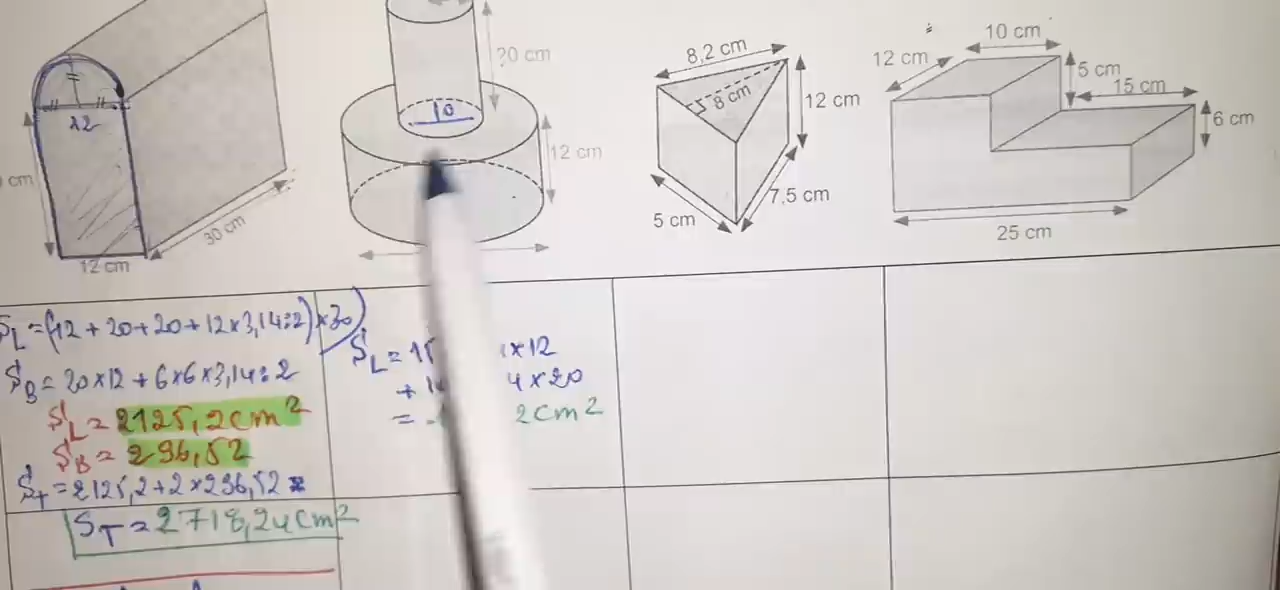 10 cm
12 cm
5 cm
15 cm
6 cm
25 cm
8,2 cm
8 cm
12 cm
7,5 cm
5 cm
20 cm
10
12 cm
12
cm
30 cm
12 cm
SL = (12 + 20 + 20 + 12 x 3,14 : 2) x 30
SB = 20 x 12 + 6 x 6 x 3,14 : 2
SL = 2125,2 cm²
SB = 296,52
ST = 2125,2 + 2 x 296,52 =
ST = 2718,24 cm²
SL = x 12
+ 4 x 20
= 2 cm²